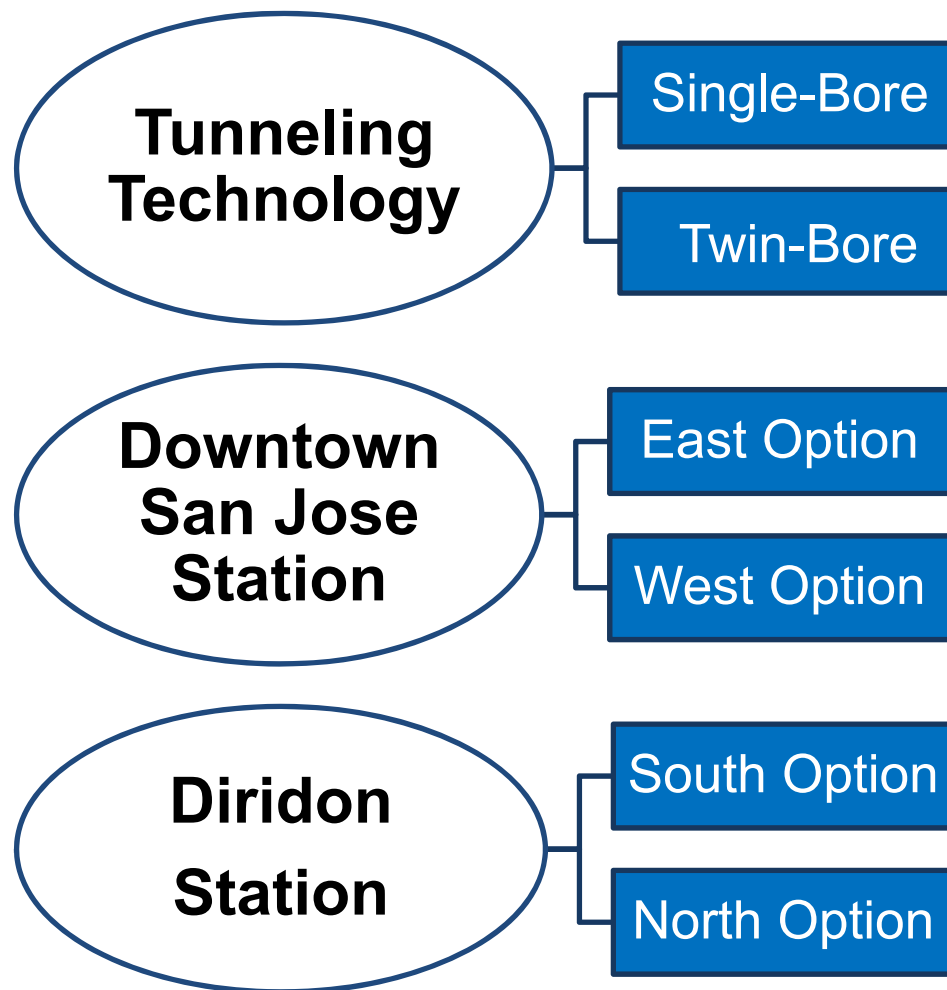 Tunneling
Technology
Single-Bore
Twin-Bore
Downtown
San Jose
Station
East Option
West Option
Diridon
Station
South Option
North Option